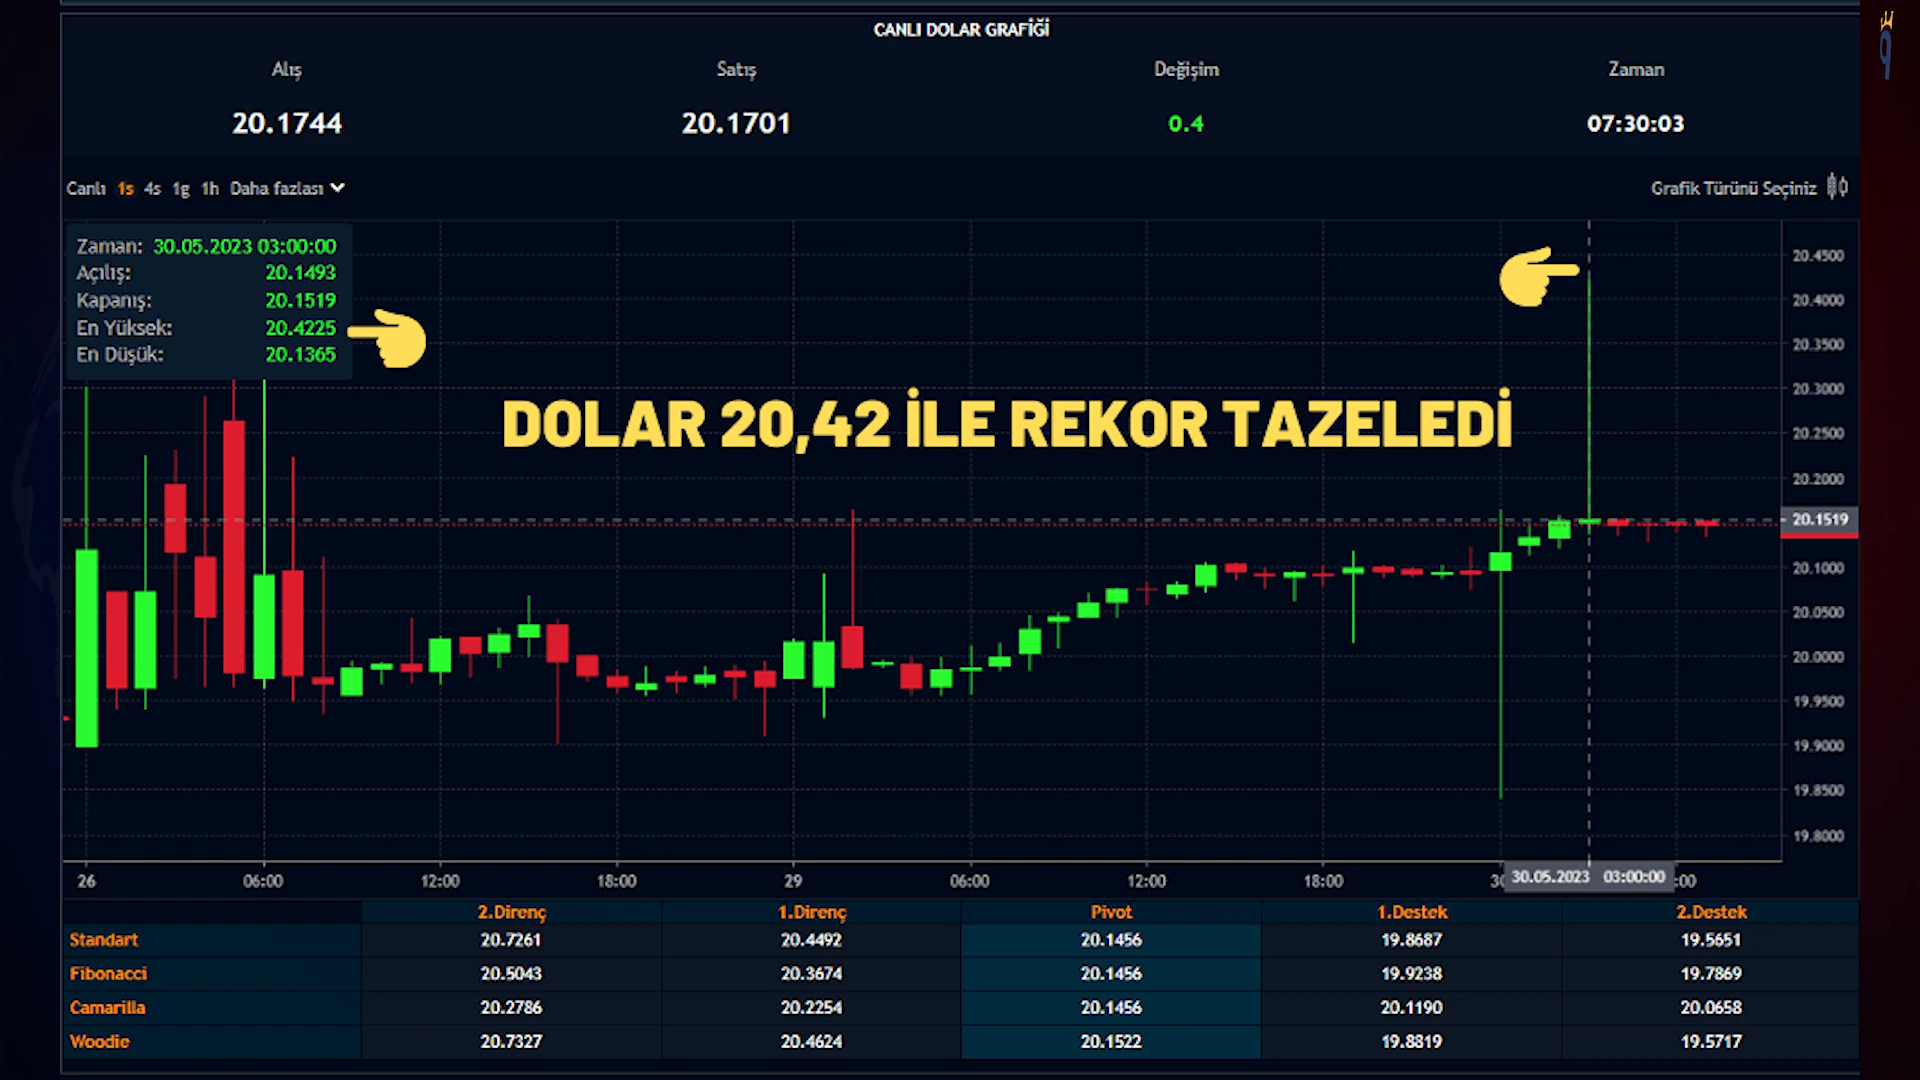 CANLI DOLAR GRAFİĞİ
Alış Satış Değişim Zaman
20.1744 20.1701 0.4 07:30:03
Canlı 1s 4s 1g 1h Daha fazlası Grafik Türünü Seçiniz
Zaman: 30.05.2023 03:00:00
Açılış: 20.1493
Kapanış: 20.1519
En Yüksek: 20.4225
En Düşük: 20.1365
DOLAR 20,42 İLE REKOR TAZELEDİ
20.4500
20.4000
20.3500
20.3000
20.2500
20.2000
20.1519
20.1000
20.0500
20.0000
19.9500
19.9000
19.8500
19.8000
26 06:00 12:00 18:00 29 06:00 12:00 18:00 30.05.2023 03:00:00 :00
2.Direnç 1.Direnç Pivot 1.Destek 2.Destek
Standart 20.7261 20.4492 20.1456 19.8687 19.5651
Fibonacci 20.5043 20.3674 20.1456 19.9238 19.7869
Camarilla 20.2786 20.2254 20.1456 20.1190 20.0658
Woodie 20.7327 20.4624 20.1522 19.8819 19.5717